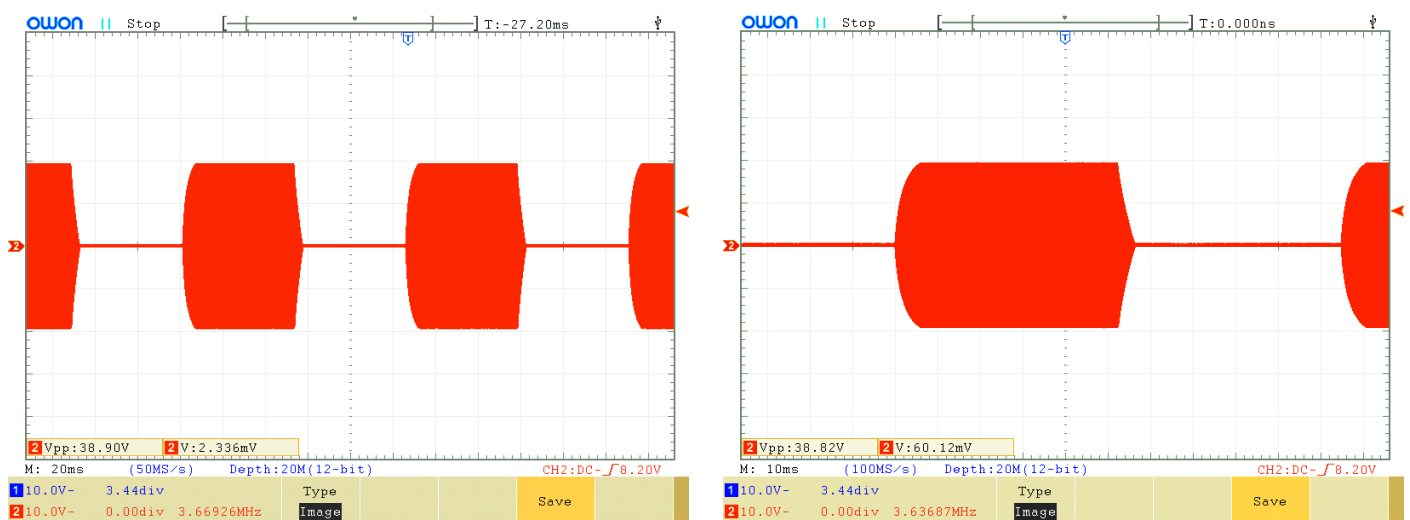 OWON Stop T:-27.20ms
T
2
2 Vpp:38.90V 2 V:2.336mV
M: 20ms (50MS/s) Depth:20M(12-bit) CH2:DC-8.20V
1 10.0V- 3.44div Type
2 10.0V- 0.00div 3.66926MHz Image Save
OWON Stop T:0.000ns
T
2
2 Vpp:38.82V 2 V:60.12mV
M: 10ms (100MS/s) Depth:20M(12-bit) CH2:DC-8.20V
1 10.0V- 3.44div Type
2 10.0V- 0.00div 3.63687MHz Image Save